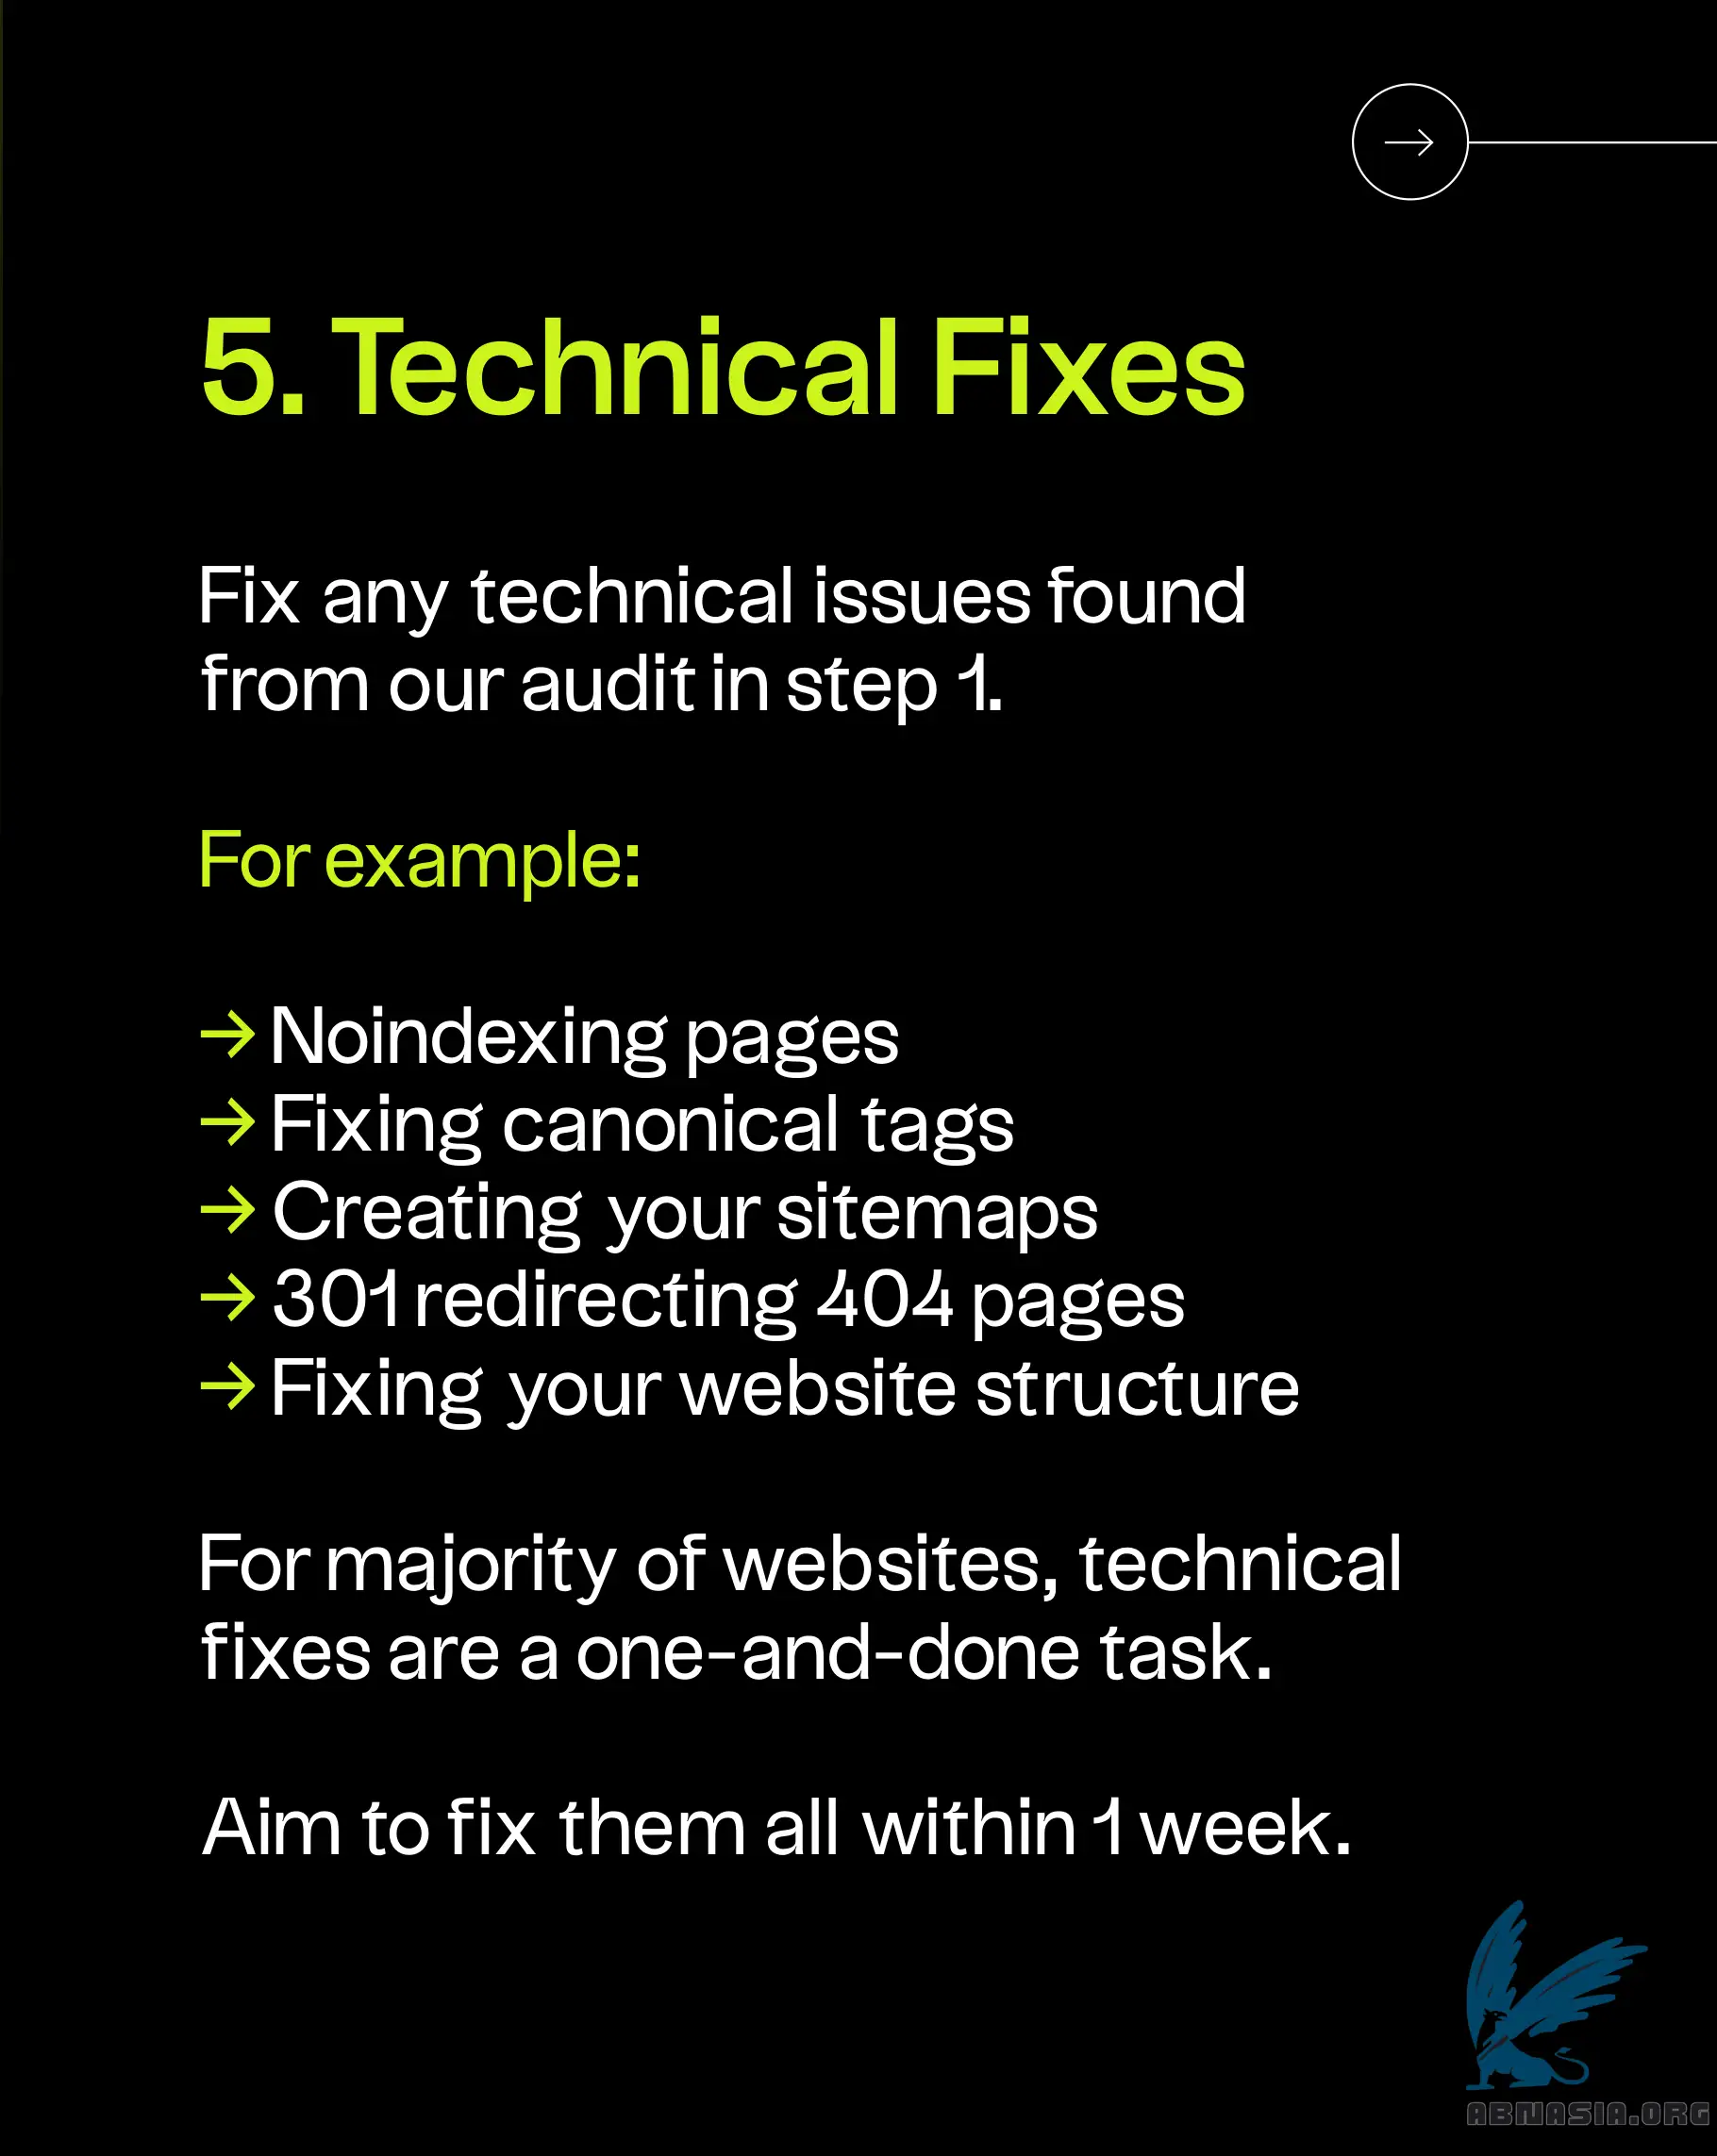 5. Technical Fixes
Fix any technical issues found
from our audit in step 1.
For example:
→ Noindexing pages
→ Fixing canonical tags
→ Creating your sitemaps
→ 301 redirecting 404 pages
→ Fixing your website structure
For majority of websites, technical
fixes are a one-and-done task.
Aim to fix them all within 1 week.
ABNASIA.ORG